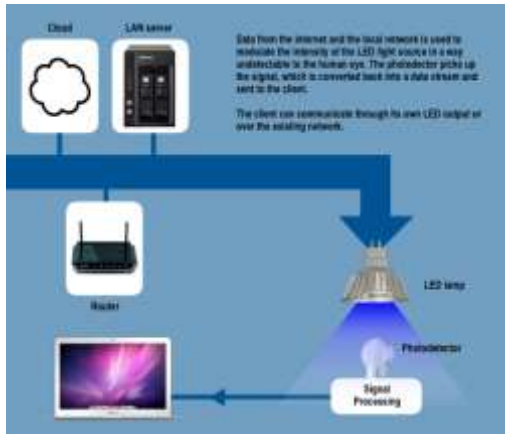 Cloud
LAN server
Data from the internet and the local network is used to
modulate the intensity of the LED light source in a way
undetectable to the human eye. The photodetector picks up
the signal, which is converted back into a data stream and
sent to the client.
The client can communicate through its own LED output or
over the existing network.
Router
LED lamp
Photodetector
Signal
Processing